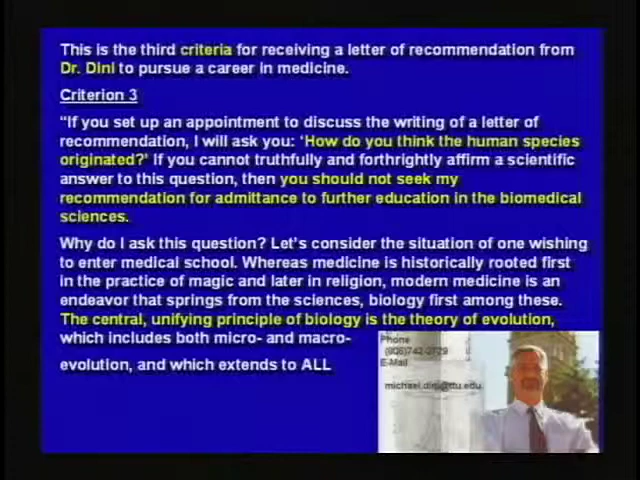 This is the third criteria for receiving a letter of recommendation from
Dr. Dini to pursue a career in medicine.
Criterion 3
"If you set up an appointment to discuss the writing of a letter of
recommendation, I will ask you: 'How do you think the human species
originated?' If you cannot truthfully and forthrightly affirm a scientific
answer to this question, then you should not seek my
recommendation for admittance to further education in the biomedical
sciences.
Why do I ask this question? Let's consider the situation of one wishing
to enter medical school. Whereas medicine is historically rooted first
in the practice of magic and later in religion, modern medicine is an
endeavor that springs from the sciences, biology first among these.
The central, unifying principle of biology is the theory of evolution,
which includes both micro- and macro-
evolution, and which extends to ALL
Phone
E-Mail
michael.dini@ttu.edu